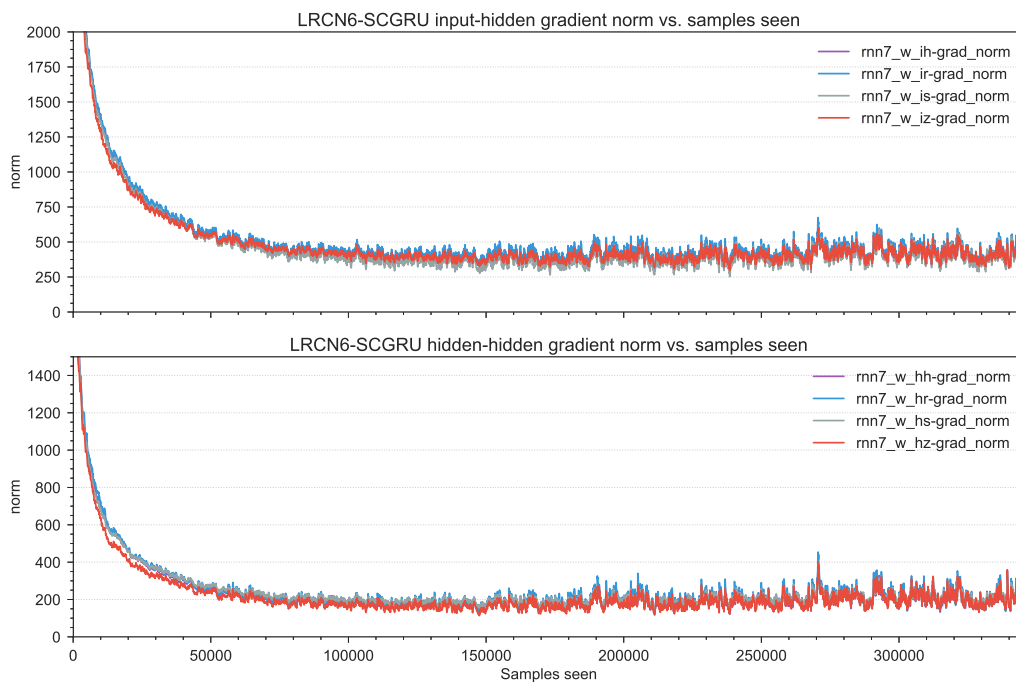 LRCN6-SCGRU input-hidden gradient norm vs. samples seen
2000
1750
1500
1250
1000
750
500
250
0
norm
rnn7_w_ih-grad_norm
rnn7_w_ir-grad_norm
rnn7_w_is-grad_norm
rnn7_w_iz-grad_norm
LRCN6-SCGRU hidden-hidden gradient norm vs. samples seen
1400
1200
1000
800
600
400
200
0
norm
rnn7_w_hh-grad_norm
rnn7_w_hr-grad_norm
rnn7_w_hs-grad_norm
rnn7_w_hz-grad_norm
0 50000 100000 150000 200000 250000 300000
Samples seen